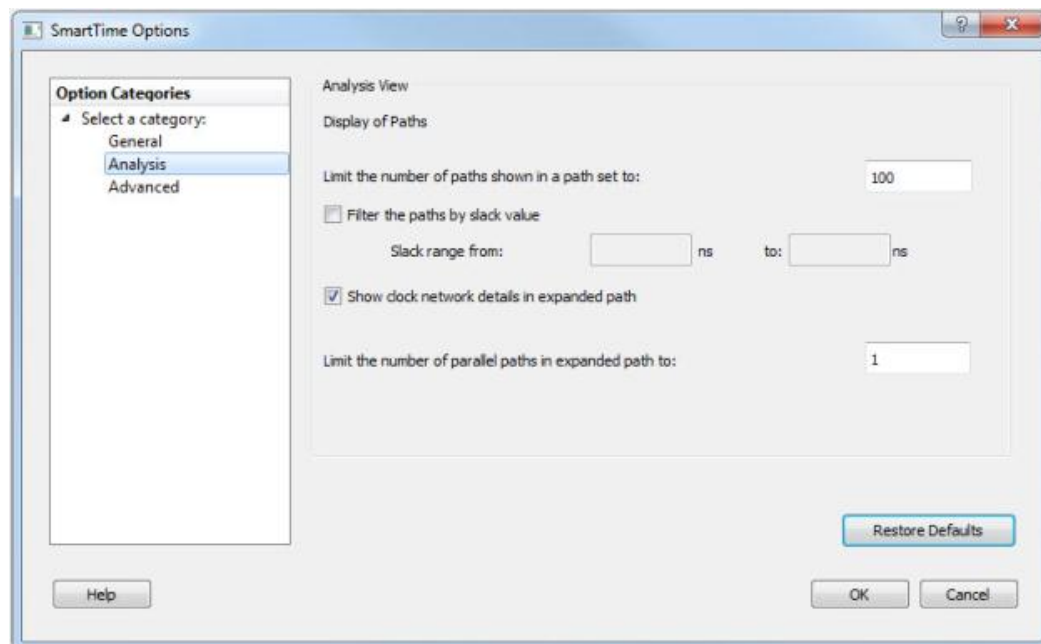 SmartTime Options
Option Categories
Select a category:
General
Analysis
Advanced
Analysis View
Display of Paths
Limit the number of paths shown in a path set to: 100
Filter the paths by slack value
Slack range from: ns to: ns
Show clock network details in expanded path
Limit the number of parallel paths in expanded path to: 1
Restore Defaults
Help OK Cancel